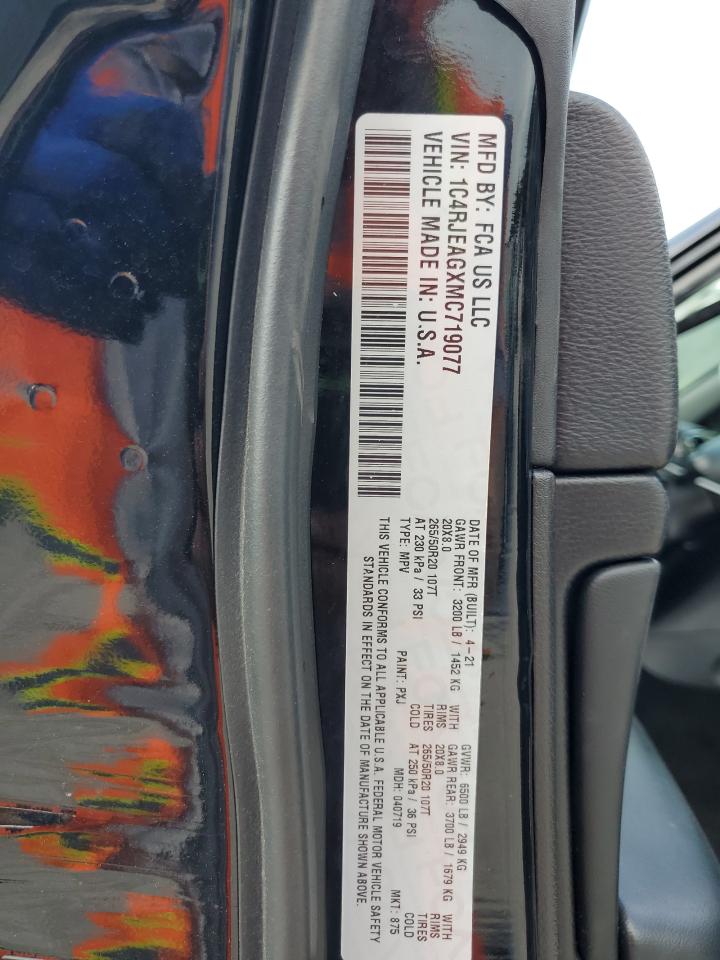 MFD BY: FCA US LLC
VIN: 1C4RJEAGXMC719077
VEHICLE MADE IN: U.S.A.
DATE OF MFR (BUILT): 4-21 GVWR: 6500 LB / 2949 KG
GAWR FRONT: 3200 LB / 1452 KG WITH GAWR REAR: 3700 LB / 1679 KG WITH
20X8.0 RIMS 20X8.0 RIMS
265/50R20 107T TIRES 265/50R20 107T TIRES
AT 230 kPa / 33 PSI COLD AT 250 kPa / 36 PSI COLD
TYPE: MPV PAINT: PXJ MDH: 040719 MKT: 875
THIS VEHICLE CONFORMS TO ALL APPLICABLE U.S.A. FEDERAL MOTOR VEHICLE SAFETY
STANDARDS IN EFFECT ON THE DATE OF MANUFACTURE SHOWN ABOVE.